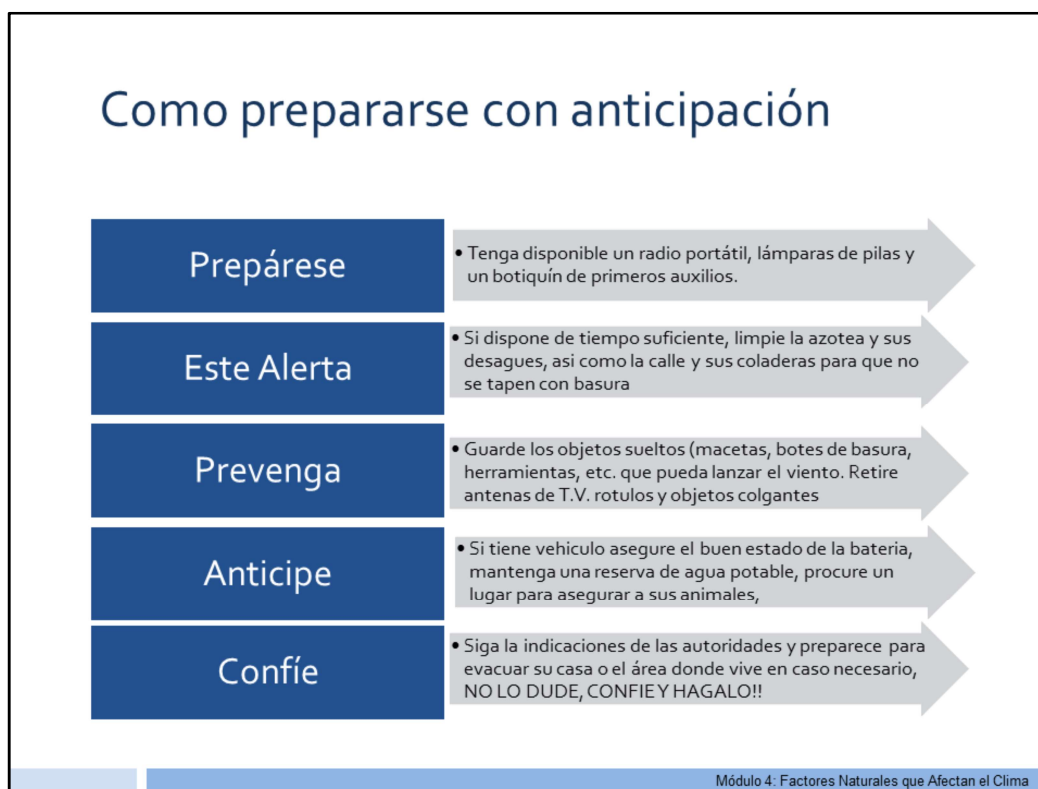 Como prepararse con anticipación
Prepárese
• Tenga disponible un radio portátil, lámparas de pilas y
un botiquín de primeros auxilios.
Este Alerta
• Si dispone de tiempo suficiente, limpie la azotea y sus
desagues, asi como la calle y sus coladeras para que no
se tapen con basura
Prevenga
• Guarde los objetos sueltos (macetas, botes de basura,
herramientas, etc. que pueda lanzar el viento. Retire
antenas de T.V. rotulos y objetos colgantes
Anticipe
• Si tiene vehiculo asegure el buen estado de la bateria,
mantenga una reserva de agua potable, procure un
lugar para asegurar a sus animales,
Confíe
• Siga la indicaciones de las autoridades y preparece para
evacuar su casa o el área donde vive en caso necesario,
NO LO DUDE, CONFIE Y HAGALO!!
Módulo 4: Factores Naturales que Afectan el Clima